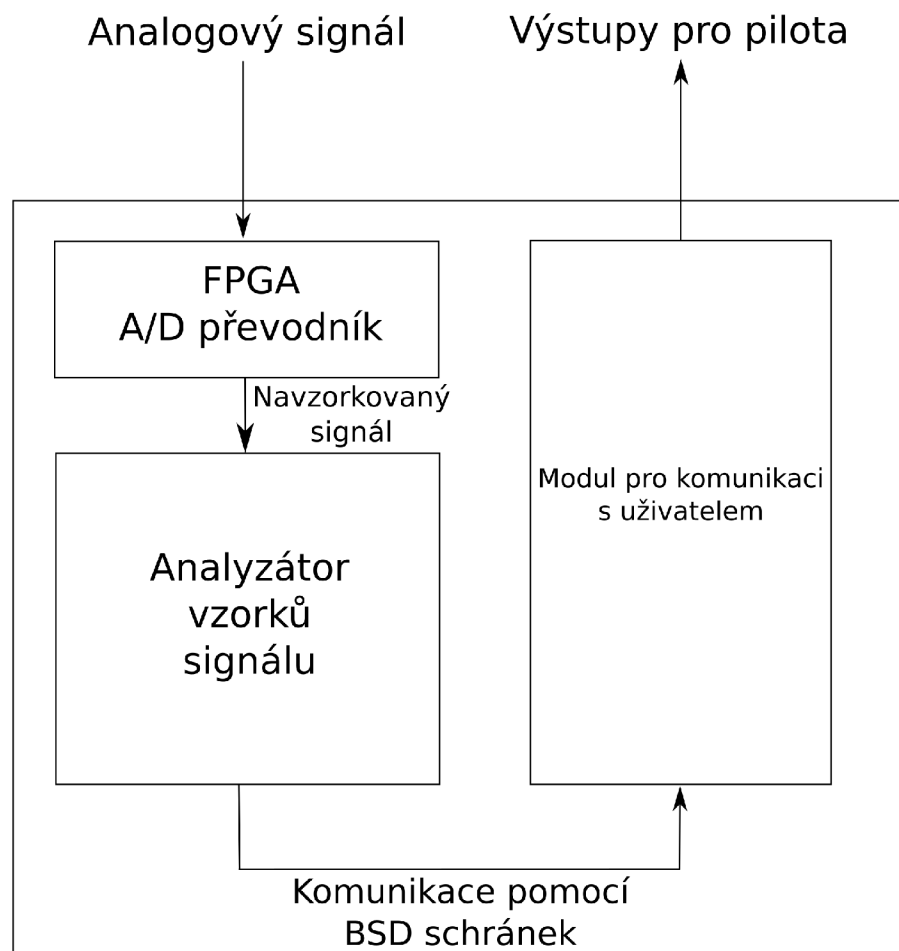 Analogový signál
Výstupy pro pilota
FPGA
A/D převodník
Navzorkovaný
signál
Analyzátor
vzorků
signálu
Modul pro komunikaci
s uživatelem
Komunikace pomocí
BSD schránek